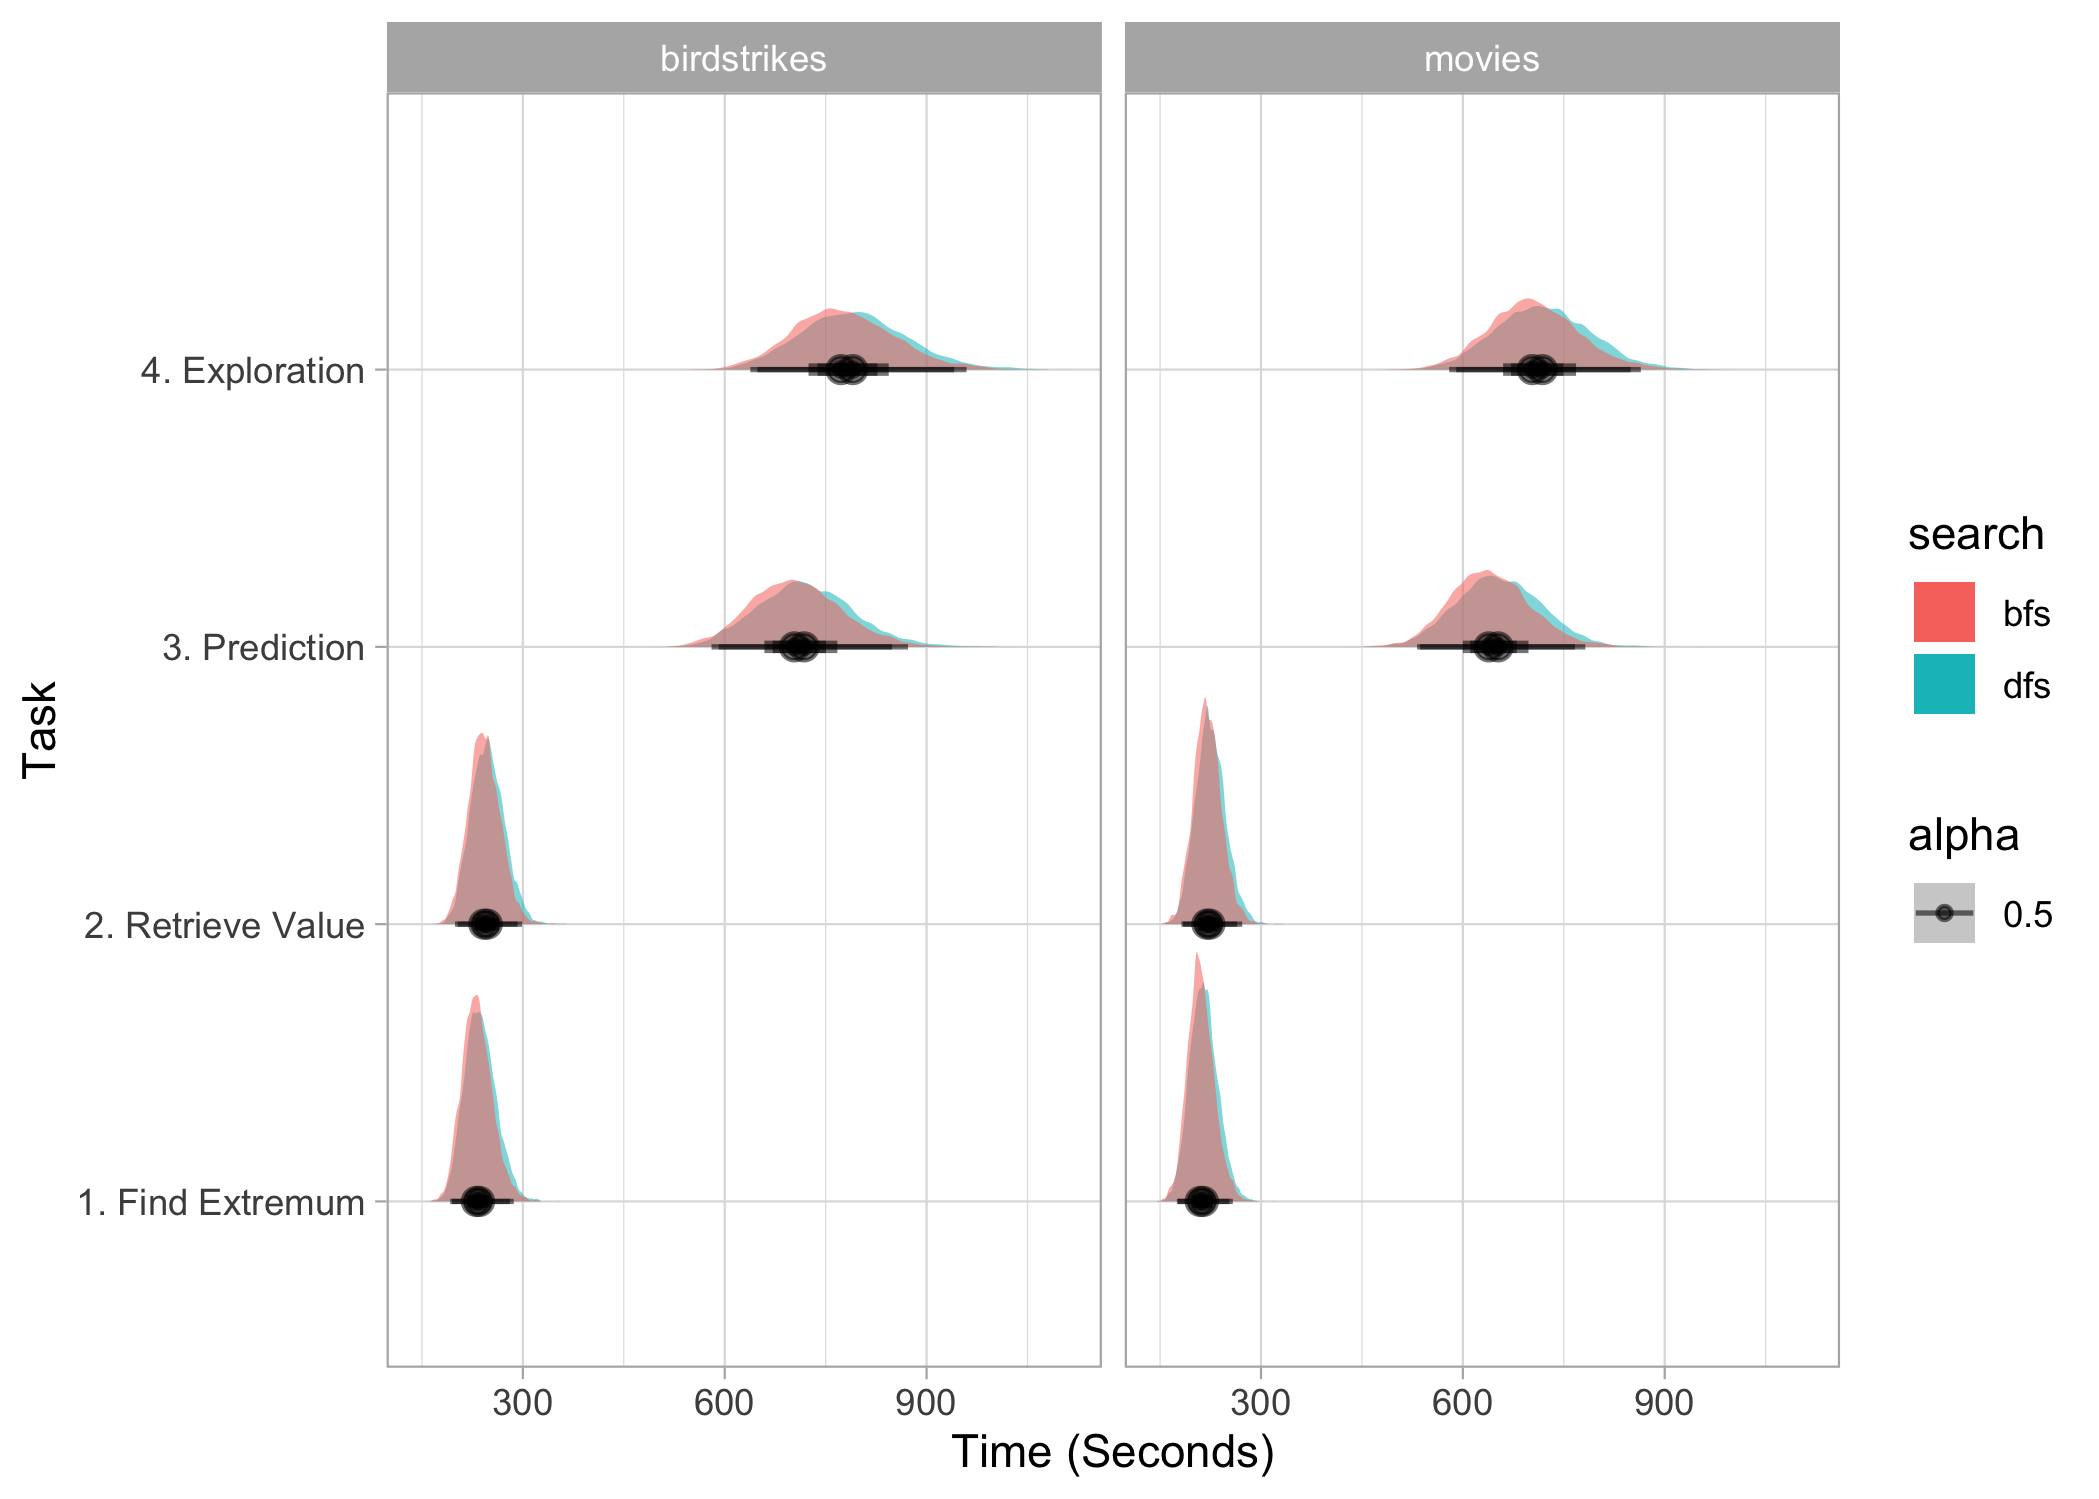 birdstrikes
movies
4. Exploration
3. Prediction
2. Retrieve Value
1. Find Extremum
Task
300
600
900
300
600
900
Time (Seconds)
search
bfs
dfs
alpha
0.5